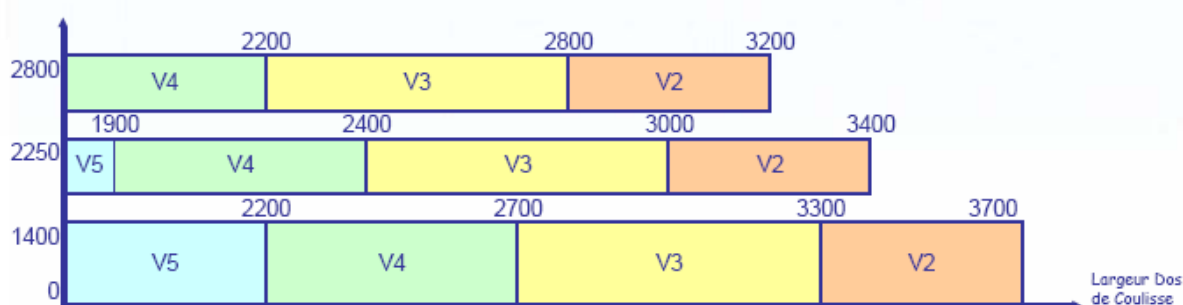 2200 2800 3200
2800 V4 V3 V2
1900 2400 3000 3400
2250 V5 V4 V3 V2
2200 2700 3300 3700
1400
V5 V4 V3 V2
0
Largeur Dos
de Coulisse